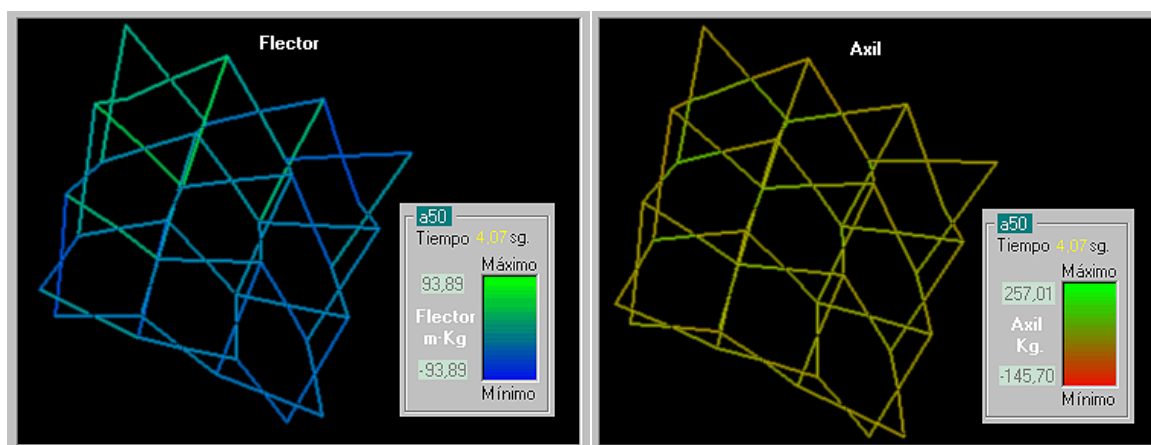 Flector
a50
Tiempo 4,07 sg.
Máximo
93,89
Flector
m·Kg
-93,89
Mínimo
Axil
a50
Tiempo 4,07 sg.
Máximo
257,01
Axil
Kg.
-145,70
Mínimo